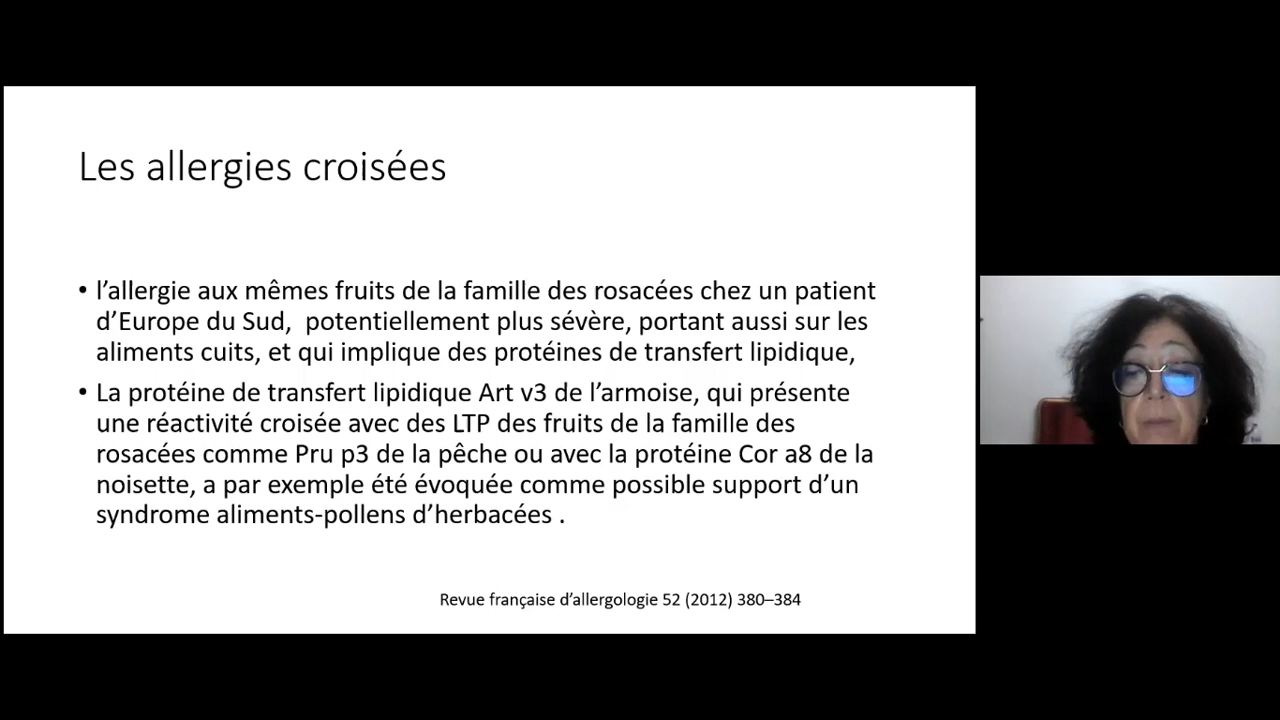 Les allergies croisées
• l’allergie aux mêmes fruits de la famille des rosacées chez un patient
d’Europe du Sud,  potentiellement plus sévère, portant aussi sur les
aliments cuits, et qui implique des protéines de transfert lipidique,
• La protéine de transfert lipidique Art v3 de l’armoise, qui présente
une réactivité croisée avec des LTP des fruits de la famille des
rosacées comme Pru p3 de la pêche ou avec la protéine Cor a8 de la
noisette, a par exemple été évoquée comme possible support d’un
syndrome aliments-pollens d’herbacées .
Revue française d’allergologie 52 (2012) 380–384